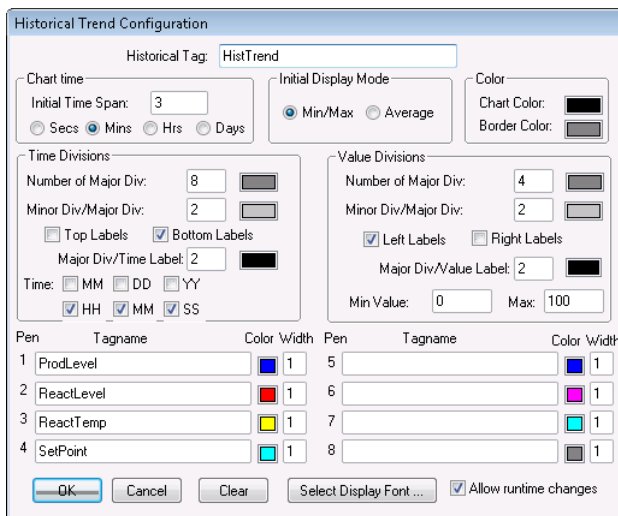 Historical Trend Configuration
Historical Tag: HistTrend
Chart time
Initial Time Span: 3
Secs Mins Hrs Days
Initial Display Mode
Min/Max Average
Color
Chart Color:
Border Color:
Time Divisions
Number of Major Div: 8
Minor Div/Major Div: 2
Top Labels Bottom Labels
Major Div/Time Label: 2
Time: MM DD YY
HH MM SS
Value Divisions
Number of Major Div: 4
Minor Div/Major Div: 2
Left Labels Right Labels
Major Div/Value Label: 2
Min Value: 0 Max: 100
Pen Tagname Color Width Pen Tagname Color Width
1 ProdLevel 1 5 1
2 ReactLevel 1 6 1
3 ReactTemp 1 7 1
4 SetPoint 1 8 1
OK Cancel Clear Select Display Font ... Allow runtime changes